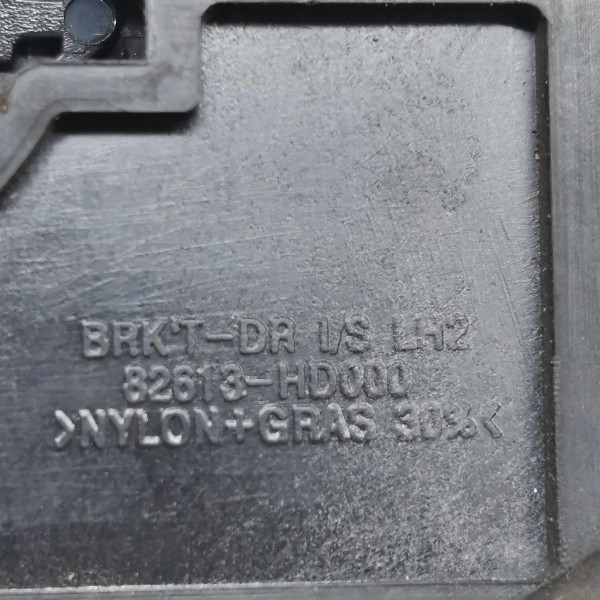 BRK'T-DR I/S LH2
82613-HD000
>NYLON+GRAS 30%<